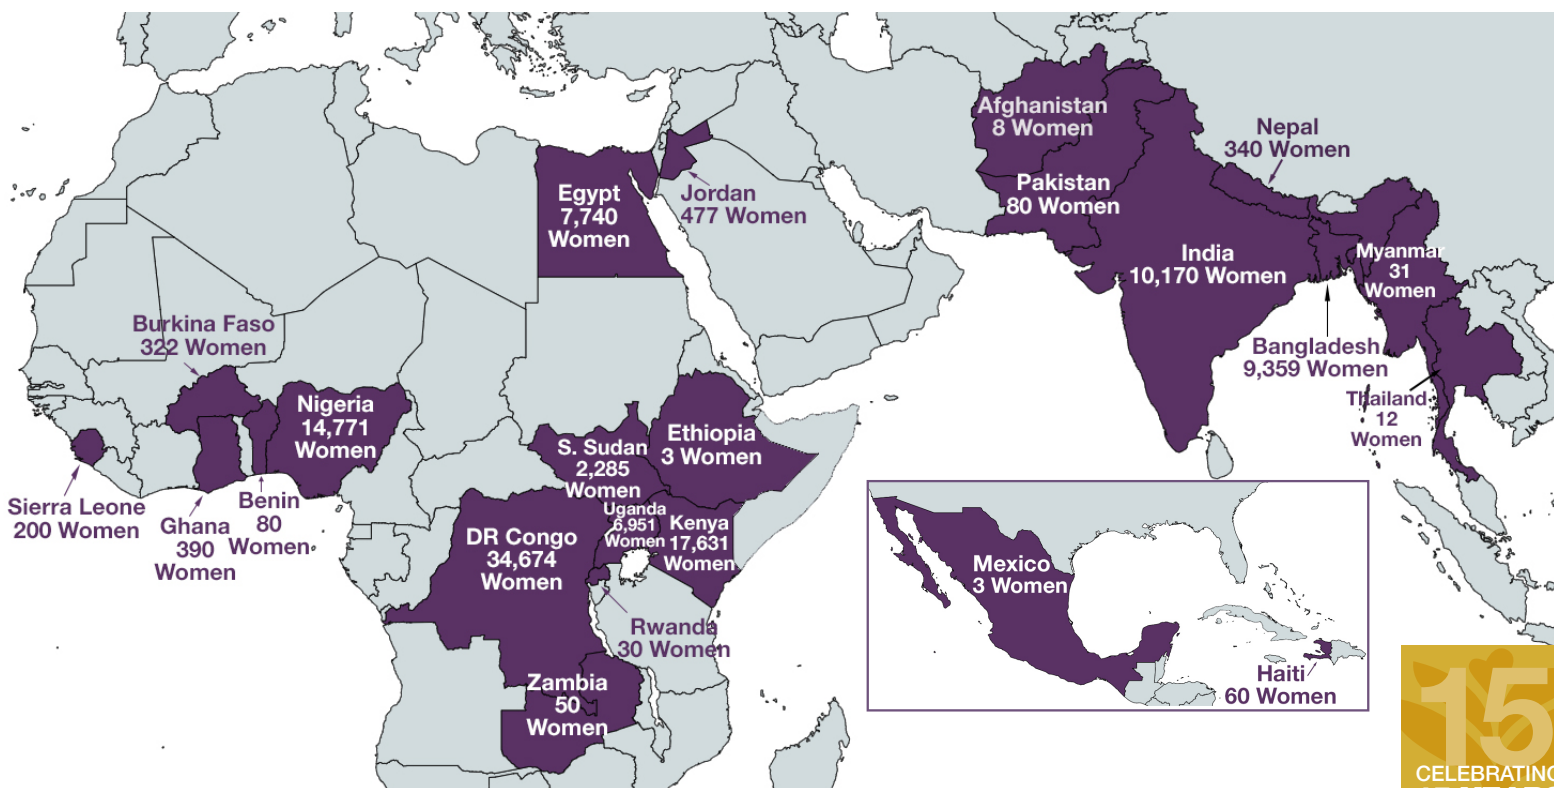 Afghanistan
8 Women
Nepal
340 Women
Pakistan
80 Women
Egypt
7,740
Women
Jordan
477 Women
India
10,170 Women
Myanmar
31
Women
Burkina Faso
322 Women
Bangladesh
9,359 Women
Thailand
12
Women
Nigeria
14,771
Women
Ethiopia
3 Women
S. Sudan
2,285
Women
Sierra Leone
200 Women
Ghana
390
Women
Benin
80
Women
Uganda
6,951
Women
Kenya
17,631
Women
DR Congo
34,674
Women
Rwanda
30 Women
Zambia
50
Women
Mexico
3 Women
Haiti
60 Women
15
CELEBRATING